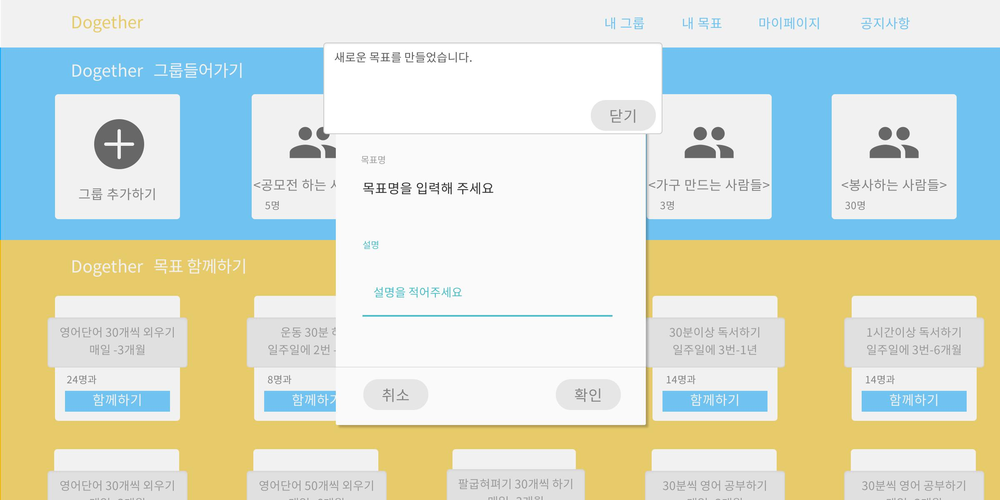 Dogether
내 그룹
내 목표
마이페이지
공지사항
새로운 목표를 만들었습니다.
닫기
Dogether 그룹들어가기
그룹 추가하기
<공모전 하는
5명
<가구 만드는 사람들>
3명
<봉사하는 사람들>
30명
목표명
목표명을 입력해 주세요
설명
설명을 적어주세요
취소
확인
Dogether 목표 함께하기
영어단어 30개씩 외우기
매일 -3개월
24명과
함께하기
운동 30분
일주일에 2번 -
8명과
함께하기
30분이상 독서하기
일주일에 3번-1년
14명과
함께하기
1시간이상 독서하기
일주일에 3번-6개월
14명과
함께하기
영어단어 30개씩 외우기
영어단어 50개씩 외우기
팔굽혀펴기 30개씩 하기
30분씩 영어 공부하기
30분씩 영어 공부하기